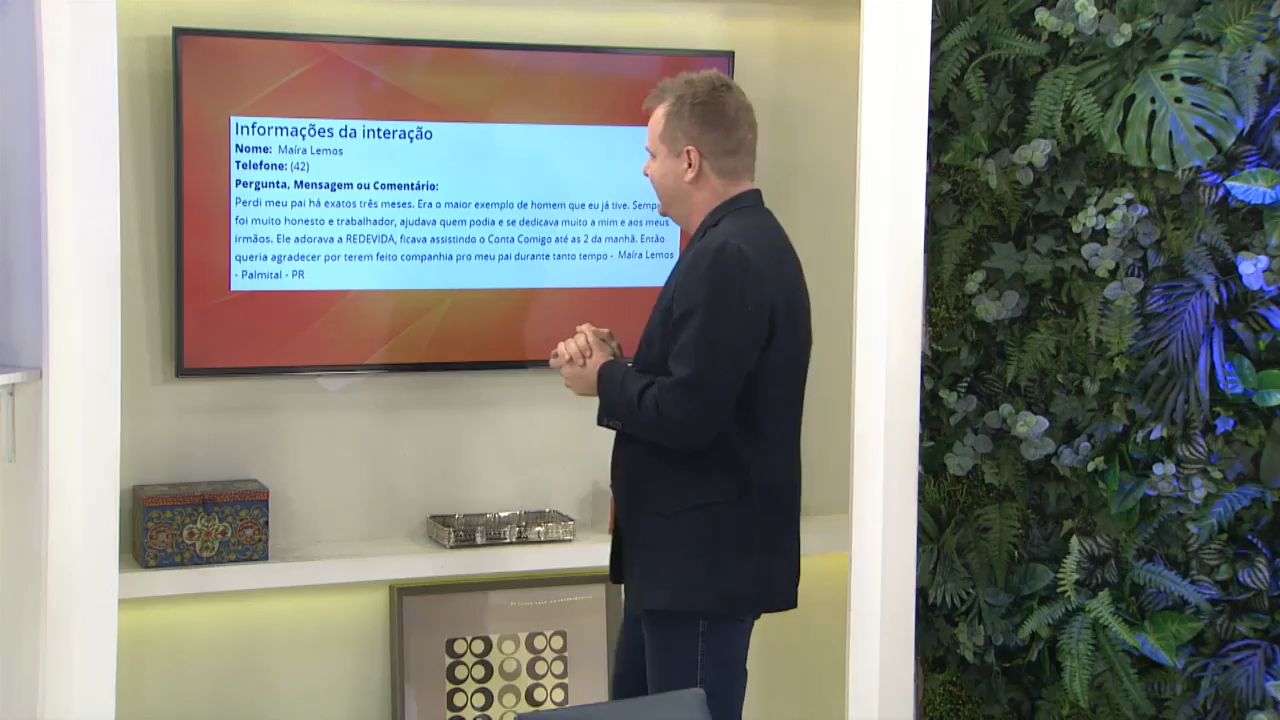 Informações da interação
Nome: Maíra Lemos
Telefone: (42)
Pergunta, Mensagem ou Comentário:
Perdi meu pai há exatos três meses. Era o maior exemplo de homem que eu já tive.
foi muito honesto e trabalhador, ajudava quem podia e se dedicava muito a mim e aos meus
irmãos. Ele adorava a REDEVIDA, ficava assistindo o Conta Comigo até as 2 da manhã. Então
queria agradecer por terem feito companhia pro meu pai durante tanto tempo - Maíra Lemos
- Palmital - PR